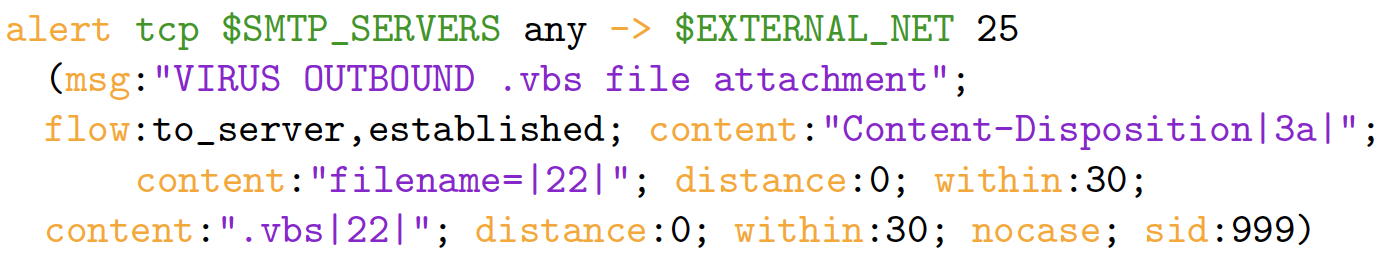 alert tcp $SMTP_SERVERS any -> $EXTERNAL_NET 25
(msg:"VIRUS OUTBOUND .vbs file attachment";
flow:to_server,established; content:"Content-Disposition|3a|";
content:"filename=|22|"; distance:0; within:30;
content:".vbs|22|"; distance:0; within:30; nocase; sid:999)